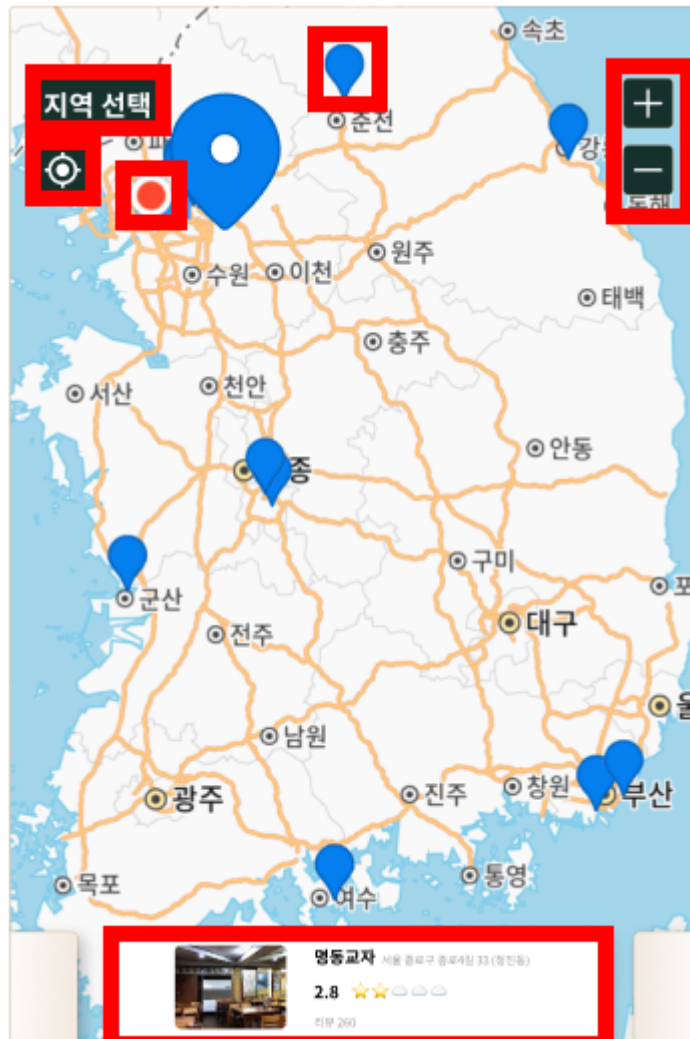 속초
지역 선택
춘천
파
강릉
동해
수원
이천
원주
태백
충주
서산
천안
안동
종
구미
포
군산
대구
전주
울
남원
광주
진주
창원
부산
목포
여수
통영
명동교자 서울 종로구 종로4길 33 (청진동)
2.8
리뷰 260